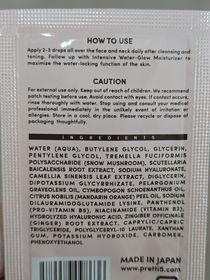 HOW TO USE
Apply 2-3 drops all over the face and neck daily after cleansing and
toning. Follow up with Intensive Water-Glow Moisturizer to
maximize the water-locking function of the skin.
CAUTION
For external use only. Keep out of reach of children. We recommend
patch testing before use. Avoid contact with eyes. If contact occurs,
rinse thoroughly with water. Stop using and consult your medical
professional immediately in the unlikely event of irritation or
allergies. Store in a cool, dry place. Please recycle or dispose of
packaging thoughtfully.
INGREDIENTS
WATER (AQUA), BUTYLENE GLYCOL, GLYCERIN,
PENTYLENE GLYCOL, TREMELLA FUCIFORMIS
POLYSACCHARIDE (SNOW MUSHROOM), SCUTELLARIA
BAICALENSIS ROOT EXTRACT, SODIUM HYALURONATE,
CAMELLIA SINENSIS LEAF EXTRACT, DIGLYCERIN,
DIPOTASSIUM GLYCYRRHIZATE, PELARGONIUM
GRAVEOLENS OIL, CYMBOPOGON SCHOENANTHUS OIL,
CITRUS NOBILIS (MANDARIN ORANGE) PEEL OIL, SODIUM
DILAURAMIDOGLUTAMIDE LYSINE, PANTHENOL
(PRO-VITAMIN B5), NIACINAMIDE (VITAMIN B3),
HYDROLYZED HYALURONIC ACID, ZINGIBER OFFICINALE
(GINGER) ROOT EXTRACT, CAPRYLIC/CAPRIC
TRIGLYCERIDE, POLYGLYCERYL-10 LAURATE, XANTHAN
GUM, POTASSIUM HYDROXIDE, CARBOMER,
PHENOXYETHANOL
MADE IN JAPAN
www.pretti5.com